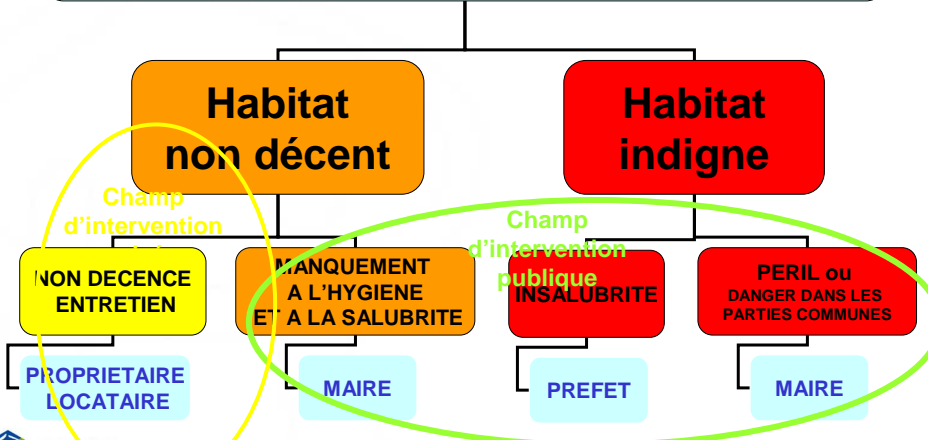 Habitat
non décent
Habitat
indigne
Champ
d'intervention
Champ
d'intervention
publique
NON DECENCE
ENTRETIEN
MANQUEMENT
A L'HYGIENE
ET A LA SALUBRITE
INSALUBRITE
PERIL ou
DANGER DANS LES
PARTIES COMMUNES
PROPRIETAIRE
LOCATAIRE
MAIRE
PREFET
MAIRE